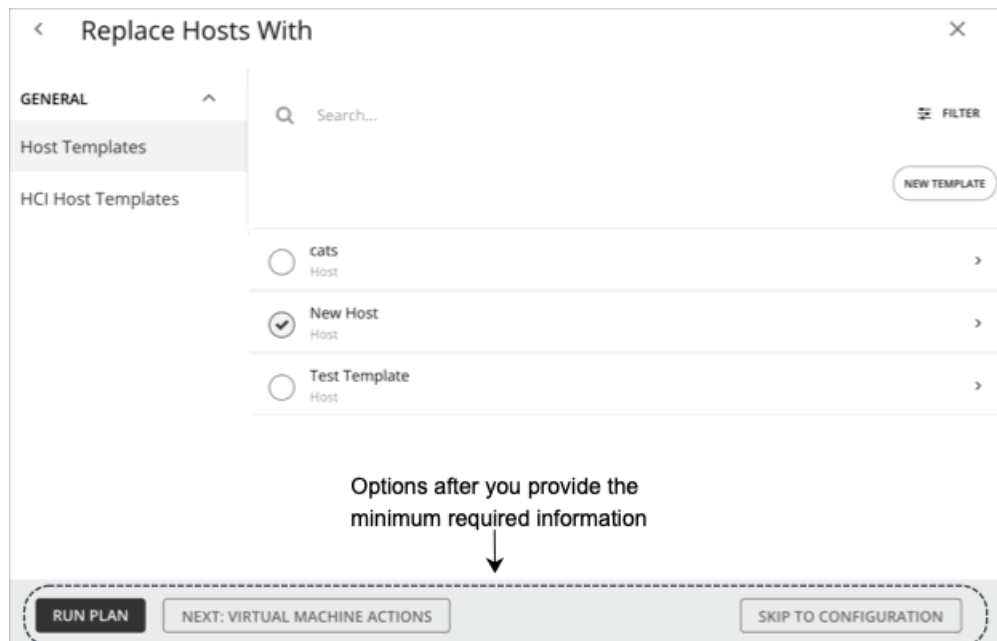 Replace Hosts With
GENERAL
Host Templates
HCI Host Templates
Search...
FILTER
NEW TEMPLATE
cats
Host
New Host
Host
Test Template
Host
Options after you provide the
minimum required information
RUN PLAN
NEXT: VIRTUAL MACHINE ACTIONS
SKIP TO CONFIGURATION